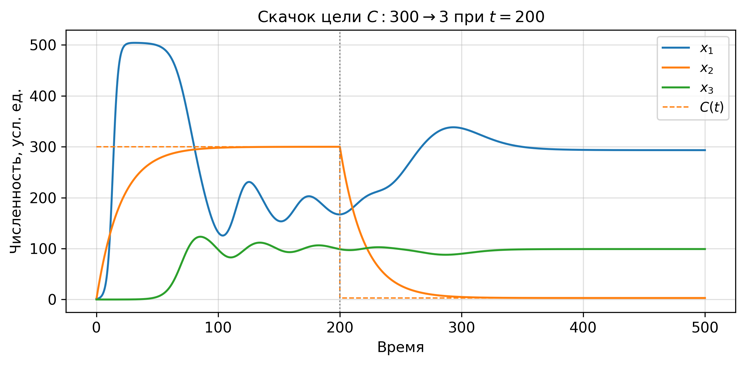 Скачок цели C : 300 → 3 при t = 200
Численность, усл. ед.
500
400
300
200
100
0
x₁
x₂
x₃
C(t)
0 100 200 300 400 500
Время